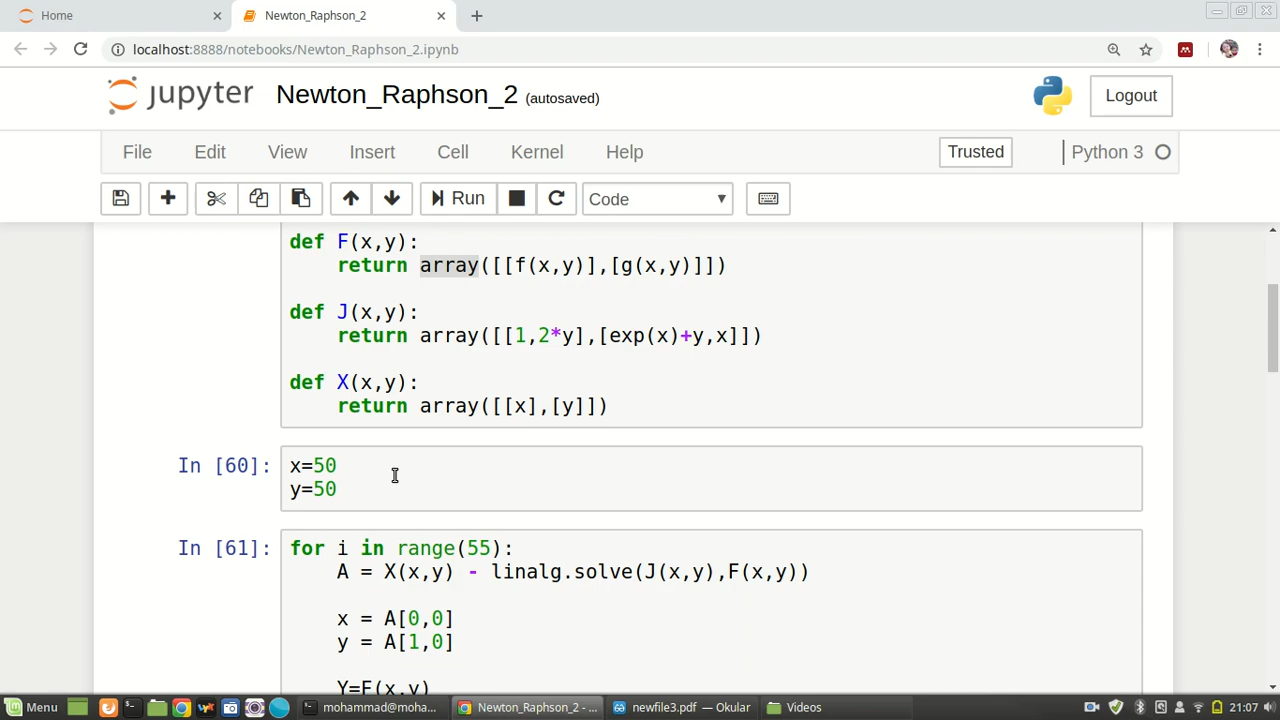 Home
Newton_Raphson_2
localhost:8888/notebooks/Newton_Raphson_2.ipynb
jupyter Newton_Raphson_2 (autosaved)
Logout
File Edit View Insert Cell Kernel Help Trusted Python 3
Run Code
def F(x,y):
    return array([[f(x,y)],[g(x,y)]])
def J(x,y):
    return array([[1,2*y],[exp(x)+y,x]])
def X(x,y):
    return array([[x],[y]])
In [60]: x=50
y=50
In [61]: for i in range(55):
    A = X(x,y) - linalg.solve(J(x,y),F(x,y))
    x = A[0,0]
    y = A[1,0]
    Y=F(x,y)
Menu mohammad@moha... Newton_Raphson_2 - ... newfile3.pdf — Okular Videos 21:07